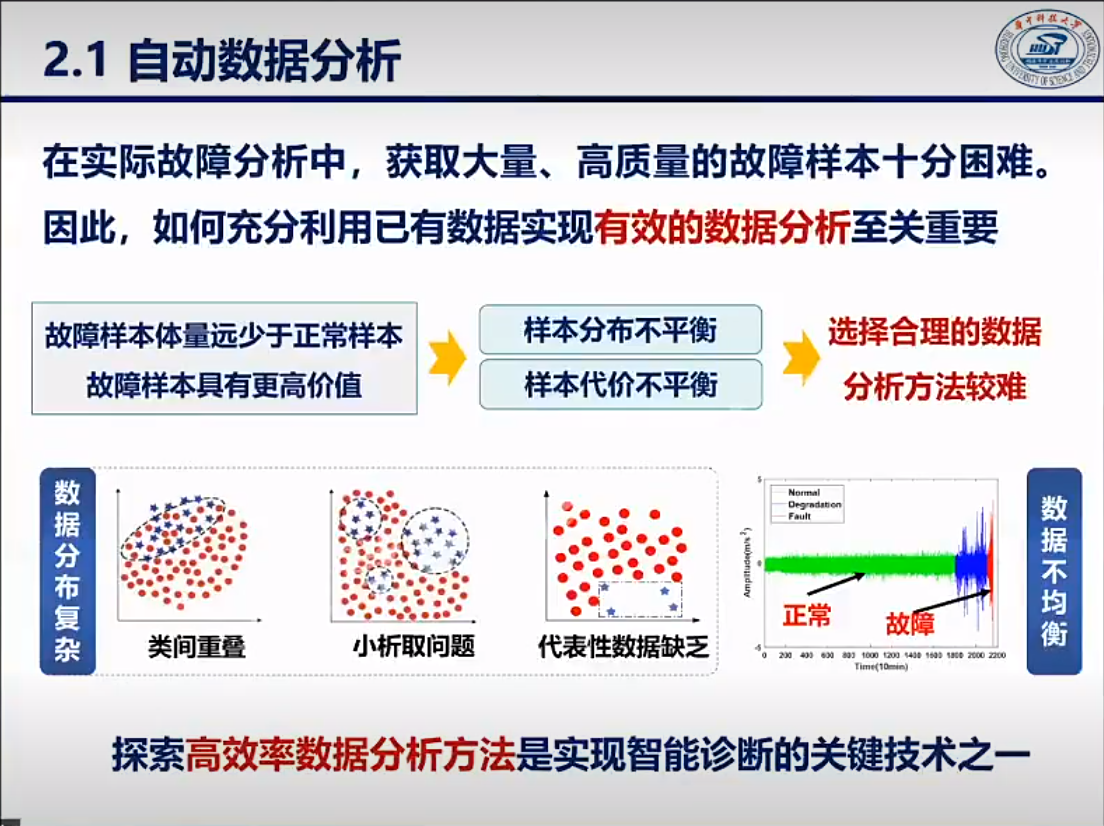 2.1 自动数据分析
在实际故障分析中，获取大量、高质量的故障样本十分困难。
因此，如何充分利用已有数据实现有效的数据分析至关重要
故障样本体量远少于正常样本
故障样本具有更高价值
样本分布不平衡
样本代价不平衡
选择合理的数据
分析方法较难
数据分布复杂
类间重叠
小析取问题
代表性数据缺乏
5
0
-5
Amplitude(m/s²)
Normal
Degradation
Fault
正常
故障
0 200 400 600 800 1000 1200 1400 1600 1800 2000 2200
Time(10min)
数据不均衡
探索高效率数据分析方法是实现智能诊断的关键技术之一